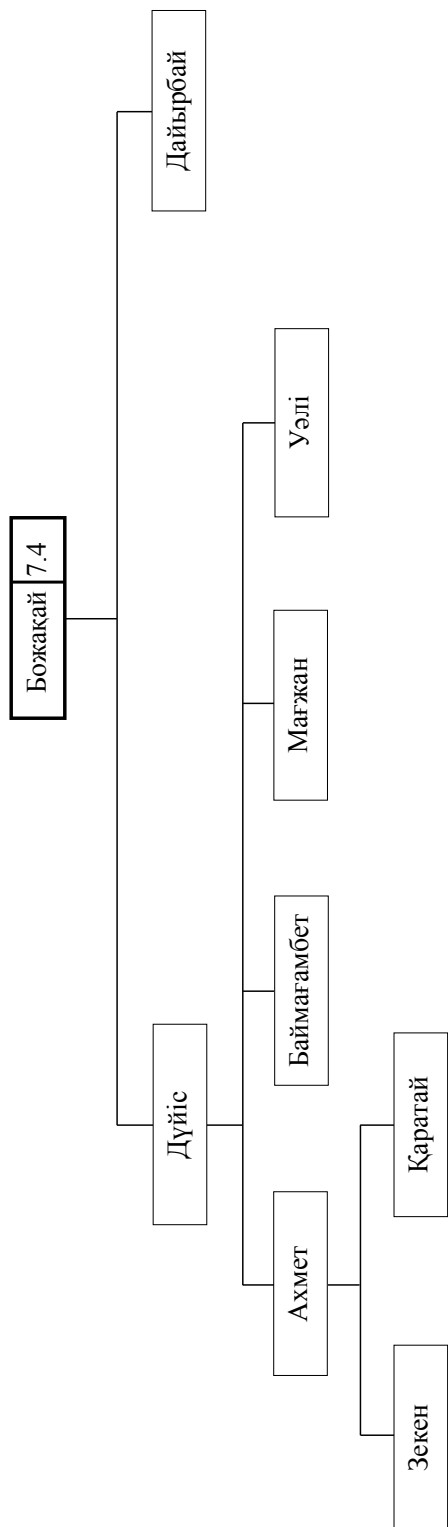 Божақай 7.4
Дүйіс
Дайырбай
Ахмет
Баймағамбет
Мағжан
Уәлі
Зекен
Қаратай